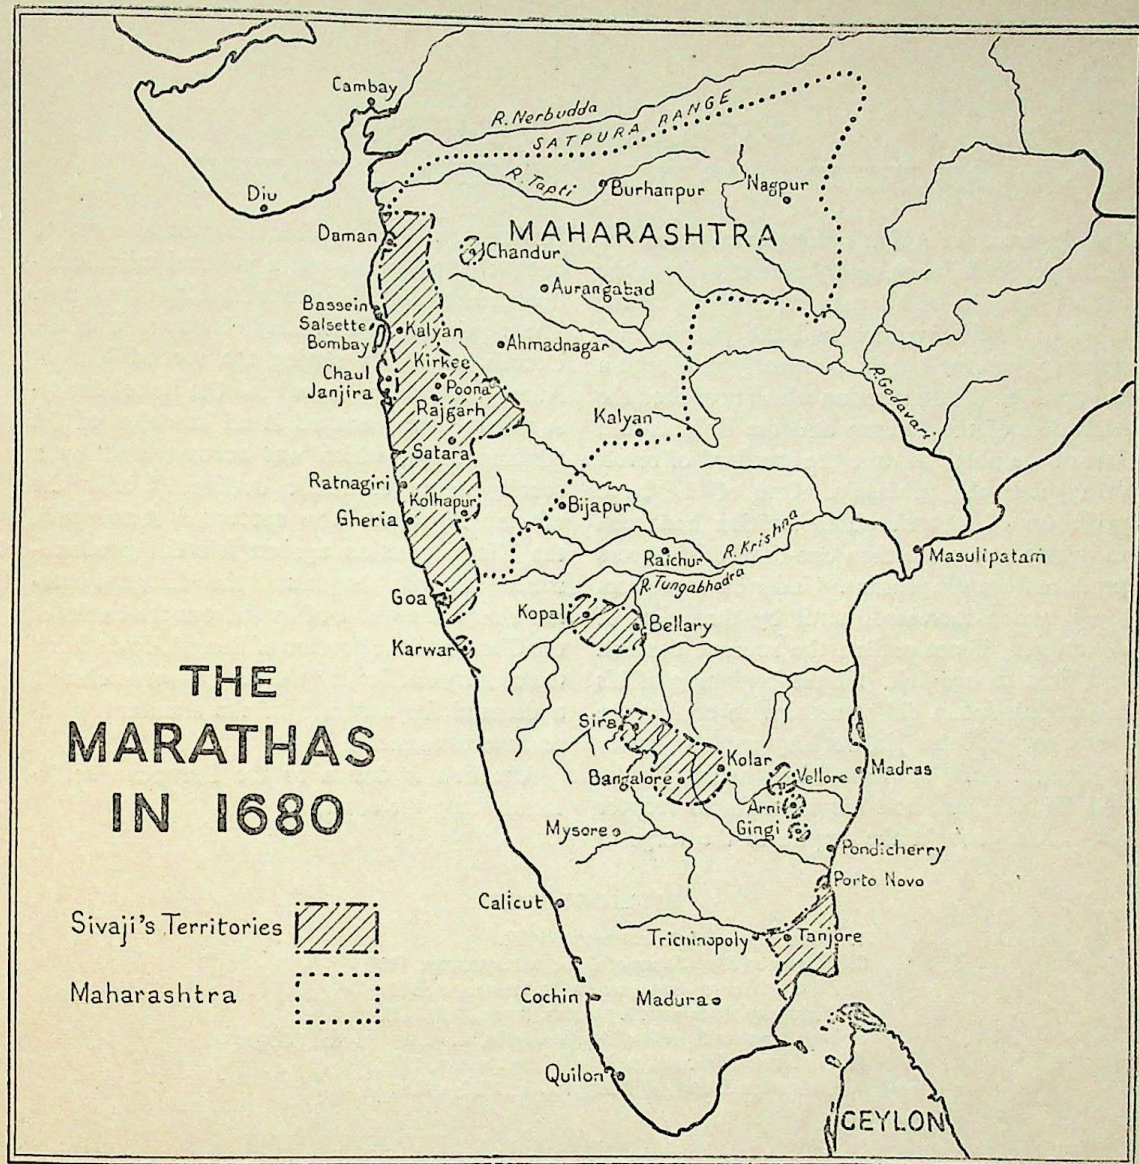 Cambay
R. Nerbudda
SATPURA RANGE
R. Tapti
Burhanpur
Nagpur
Diu
Daman
MAHARASHTRA
Chandur
Aurangabad
Bassein
Salsette
Bombay
Kalyan
Ahmadnagar
Kirkee
Chaul
Janjira
Poona
Rajgarh
R. Godavari
Kalyan
Satara
Ratnagiri
Kolhapur
Bijapur
Gheria
R. Krishna
Raichur
Masulipatam
R. Tungabhadra
Goa
Kopal
Bellary
Karwar
THE
MARATHAS
IN 1680
Sira
Kolar
Bangalore
Vellore
Madras
Arni
Gingi
Mysore
Pondicherry
Porto Novo
Calicut
Sivaji's Territories
Trichinopoly
Tanjore
Maharashtra
Cochin
Madura
Quilon
CEYLON